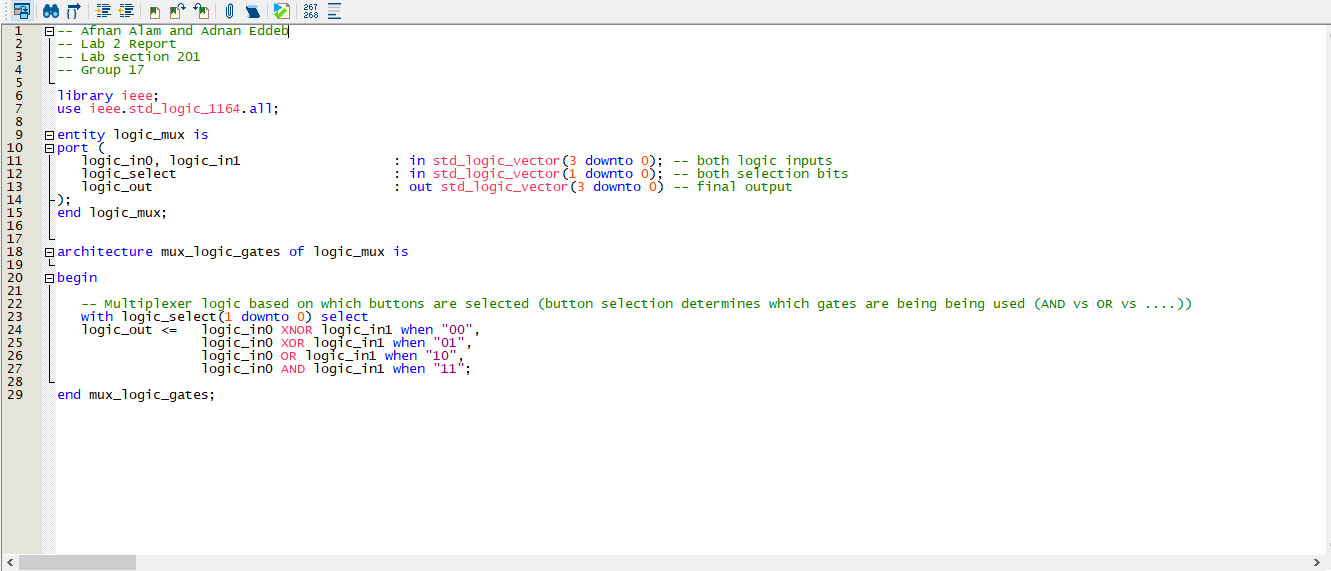 267
268
1 -- Afnan Alam and Adnan Eddeb
2 -- Lab 2 Report
3 -- Lab section 201
4 -- Group 17
5
6 library ieee;
7 use ieee.std_logic_1164.all;
8
9 entity logic_mux is
10 port (
11 logic_in0, logic_in1 : in std_logic_vector(3 downto 0); -- both logic inputs
12 logic_select : in std_logic_vector(1 downto 0); -- both selection bits
13 logic_out : out std_logic_vector(3 downto 0) -- final output
14 );
15 end logic_mux;
16
17
18 architecture mux_logic_gates of logic_mux is
19
20 begin
21
22 -- Multiplexer logic based on which buttons are selected (button selection determines which gates are being being used (AND vs OR vs ....))
23 with logic_select(1 downto 0) select
24 logic_out <= logic_in0 XNOR logic_in1 when "00",
25 logic_in0 XOR logic_in1 when "01",
26 logic_in0 OR logic_in1 when "10",
27 logic_in0 AND logic_in1 when "11";
28
29 end mux_logic_gates;